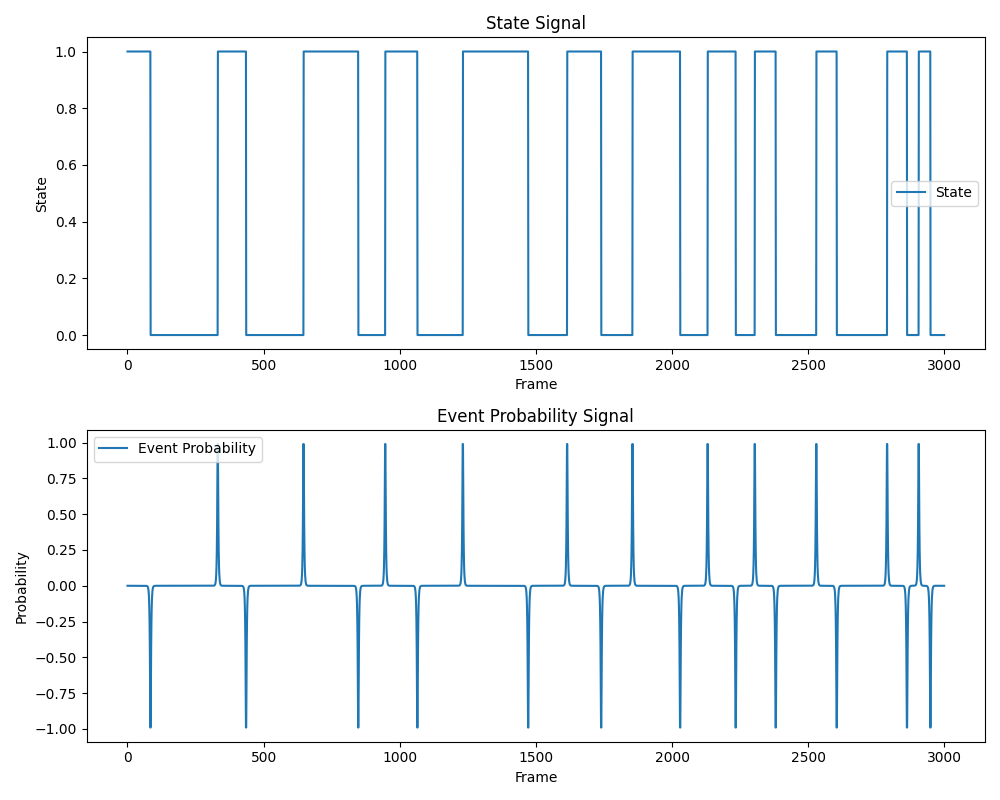 State Signal
1.0
0.8
0.6
0.4
0.2
0.0
State
State
0 500 1000 1500 2000 2500 3000
Frame
Event Probability Signal
1.00
0.75
0.50
0.25
0.00
−0.25
−0.50
−0.75
−1.00
Probability
Event Probability
0 500 1000 1500 2000 2500 3000
Frame